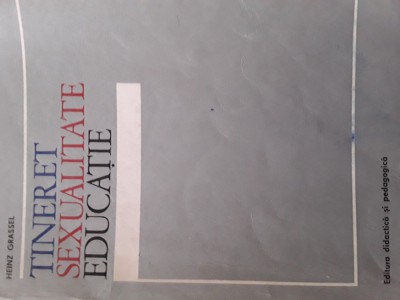 HEINZ GRASSEL
TINERET
SEXUALITATE
EDUCAȚIE
Editura didactică și pedagogică